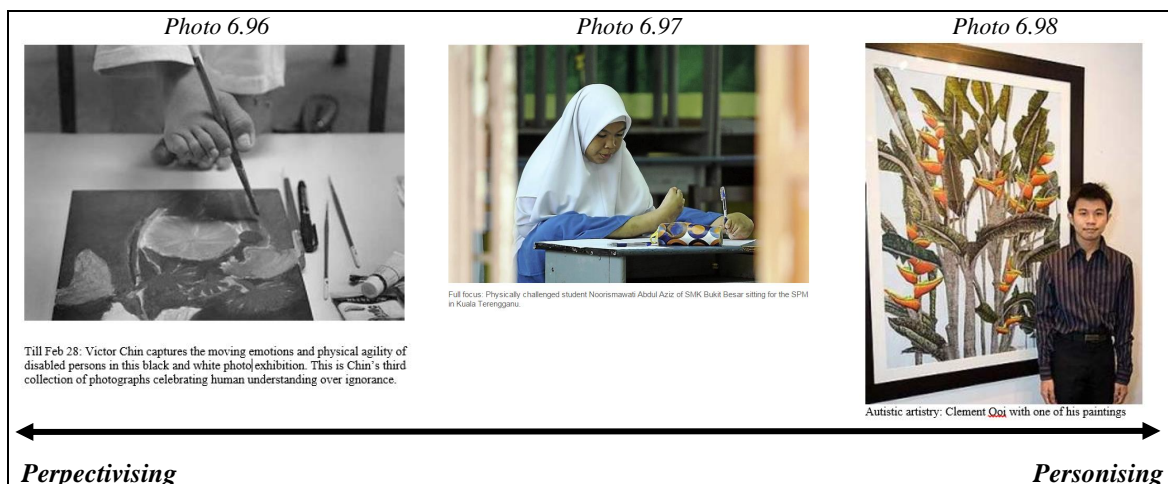 Photo 6.96
Photo 6.97
Photo 6.98
Full focus: Physically challenged student Noorismawati Abdul Aziz of SMK Bukit Besar sitting for the SPM
in Kuala Terengganu.
Till Feb 28: Victor Chin captures the moving emotions and physical agility of
disabled persons in this black and white photo exhibition. This is Chin's third
collection of photographs celebrating human understanding over ignorance.
Autistic artistry: Clement Ooi with one of his paintings
Perpectivising
Personising